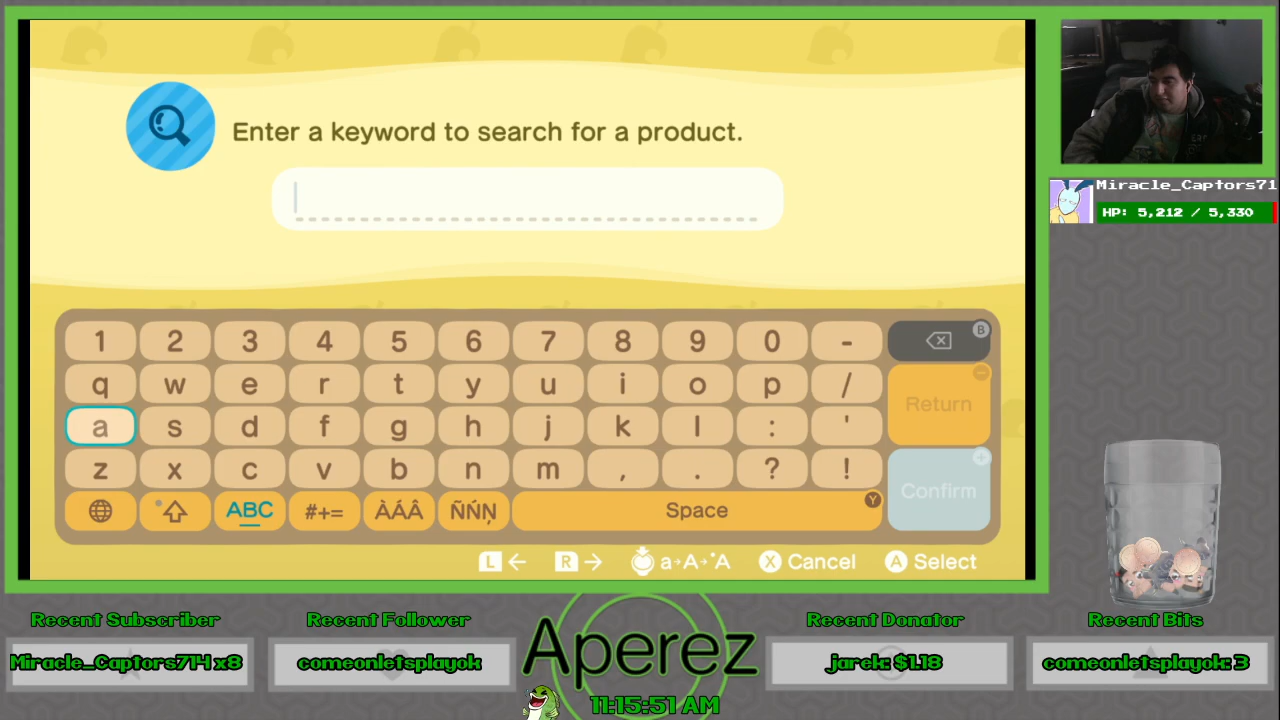 Enter a keyword to search for a product.
1 2 3 4 5 6 7 8 9 0 - B
q w e r t y u i o p / Return
a s d f g h j k l : '
z x c v b n m , . ? ! Confirm
ABC #+= ÀÁÂ ÑŃŅ Space Y
L ← R → a→A→•A X Cancel A Select
Miracle_Captors71
HP: 5,212 / 5,330
Recent Subscriber
Miracle_Captors714 x8
Recent Follower
comeonletsplayok
Aperez
11:15:51 AM
Recent Donator
jarek: $1.18
Recent Bits
comeonletsplayok: 3